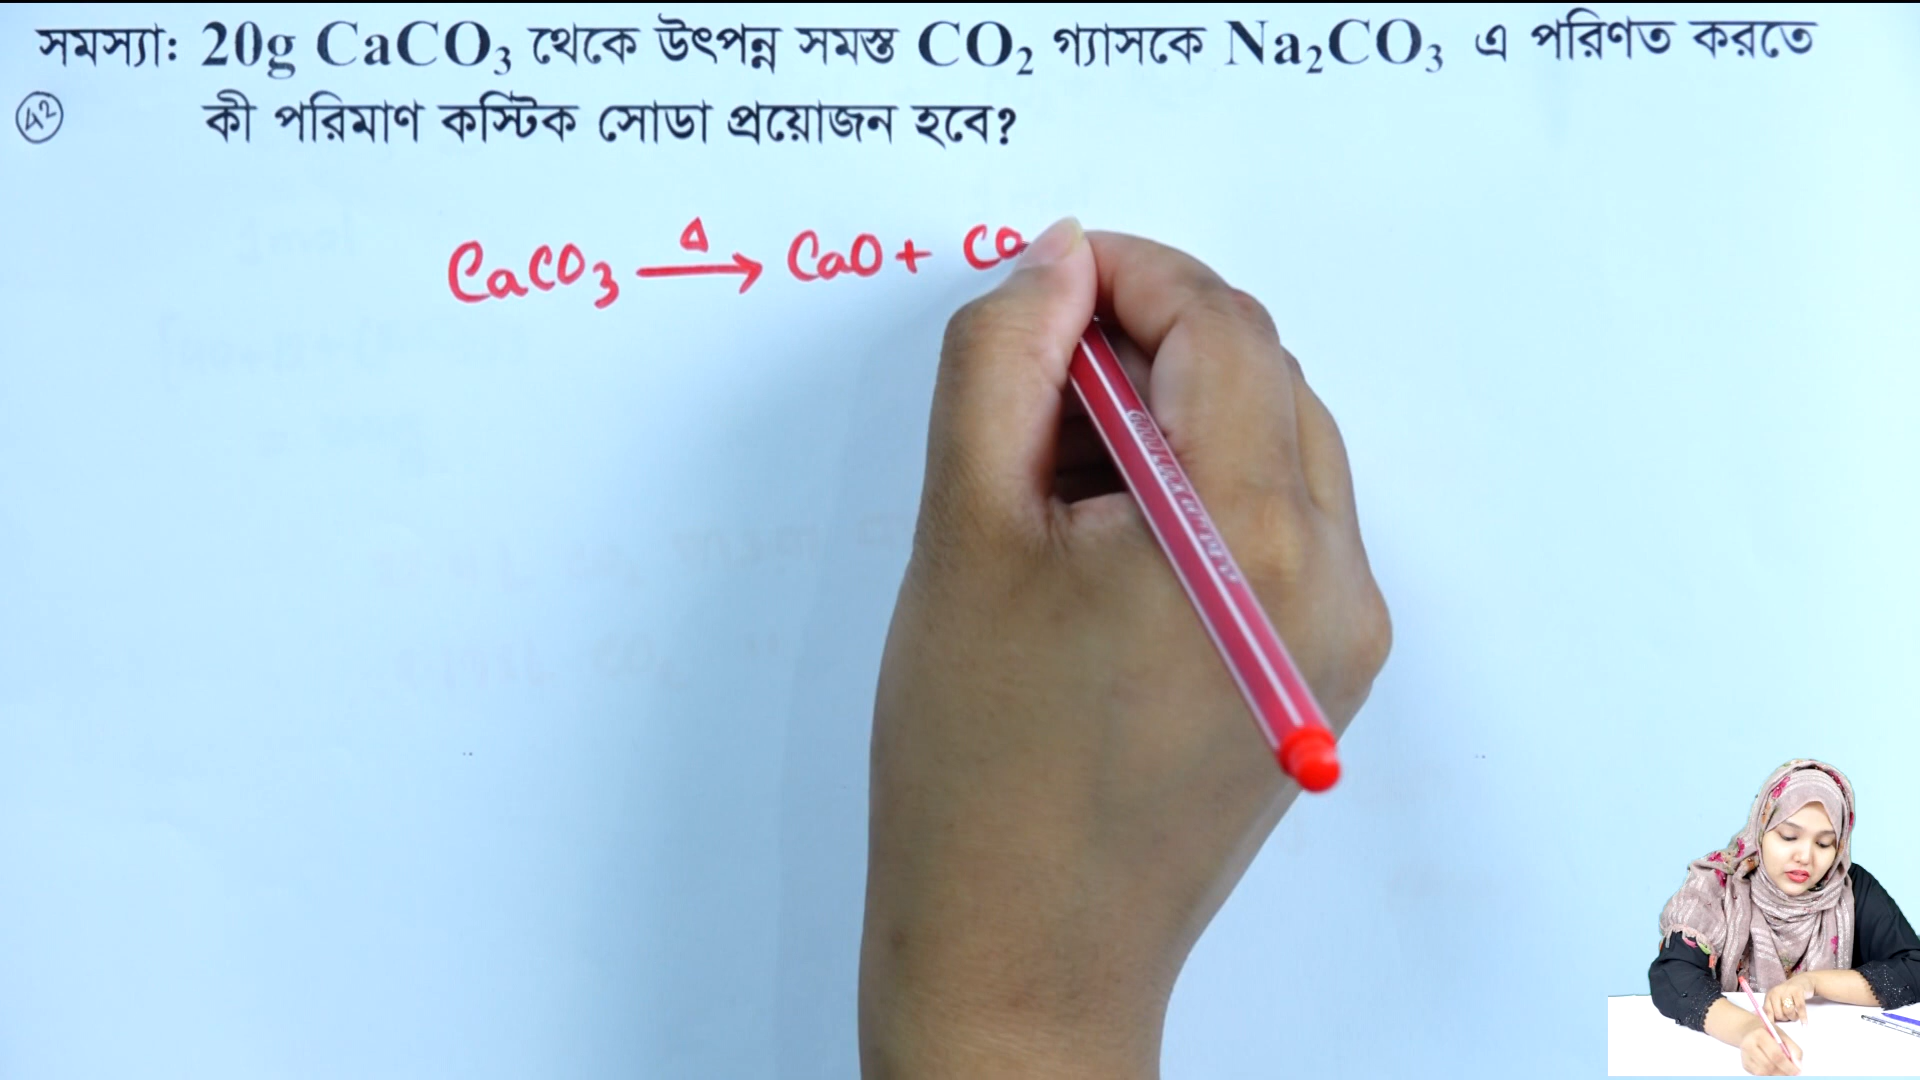 সমস্যাঃ 20g CaCO₃ থেকে উৎপন্ন সমস্ত CO₂ গ্যাসকে Na₂CO₃ এ পরিণত করতে
42 কী পরিমাণ কস্টিক সোডা প্রয়োজন হবে?
CaCO₃ —Δ→ CaO + CO